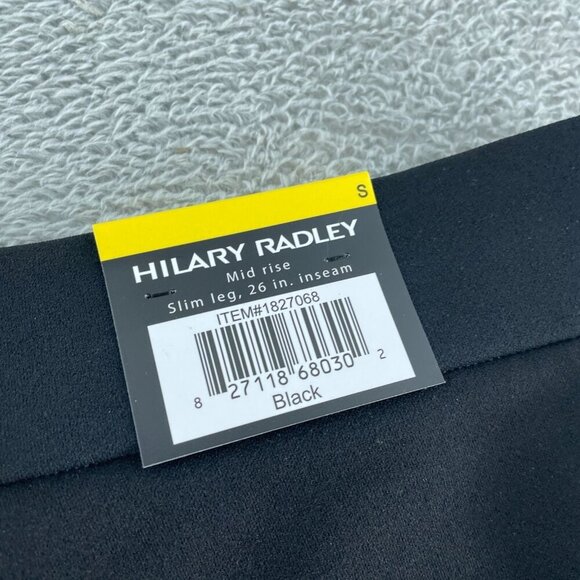 S
HILARY RADLEY
Mid rise
Slim leg, 26 in. inseam
ITEM#1827068
8 27118 68030 2
Black